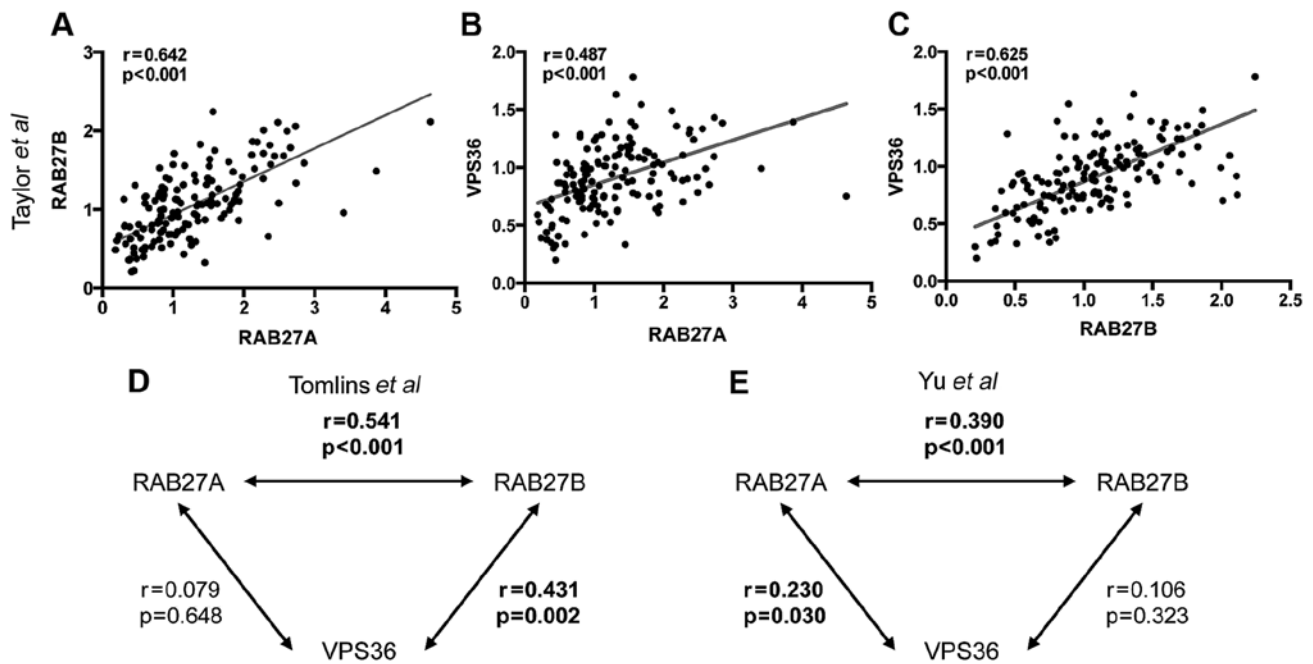 A
r=0.642
p<0.001
3
2
1
0
0
1
2
3
4
5
Taylor et al
RAB27B
RAB27A
B
r=0.487
p<0.001
2.0
1.5
1.0
0.5
0.0
0
1
2
3
4
5
VPS36
RAB27A
C
r=0.625
p<0.001
2.0
1.5
1.0
0.5
0.0
0.0
0.5
1.0
1.5
2.0
2.5
VPS36
RAB27B
D
Tomlins et al
r=0.541
p<0.001
RAB27A
RAB27B
r=0.079
p=0.648
r=0.431
p=0.002
VPS36
E
Yu et al
r=0.390
p<0.001
RAB27A
RAB27B
r=0.230
p=0.030
r=0.106
p=0.323
VPS36